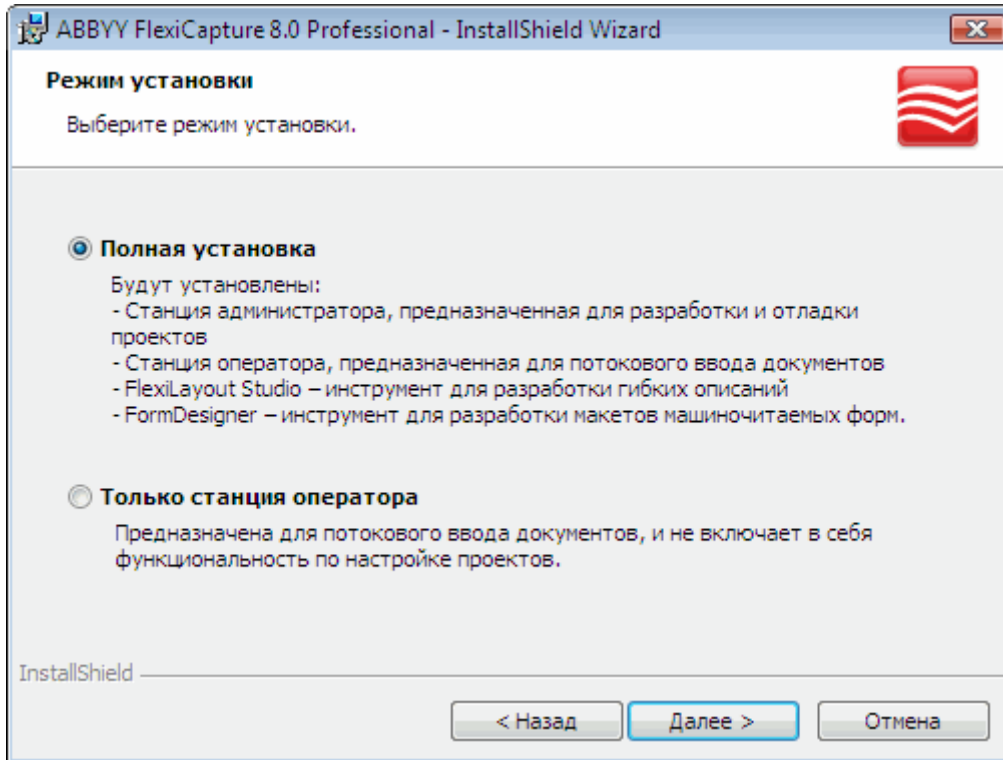 ABBYY FlexiCapture 8.0 Professional - InstallShield Wizard
Режим установки
Выберите режим установки.
Полная установка
Будут установлены:
- Станция администратора, предназначенная для разработки и отладки
проектов
- Станция оператора, предназначенная для потокового ввода документов
- FlexiLayout Studio – инструмент для разработки гибких описаний
- FormDesigner – инструмент для разработки макетов машиночитаемых форм.
Только станция оператора
Предназначена для потокового ввода документов, и не включает в себя
функциональность по настройке проектов.
InstallShield
< Назад Далее > Отмена